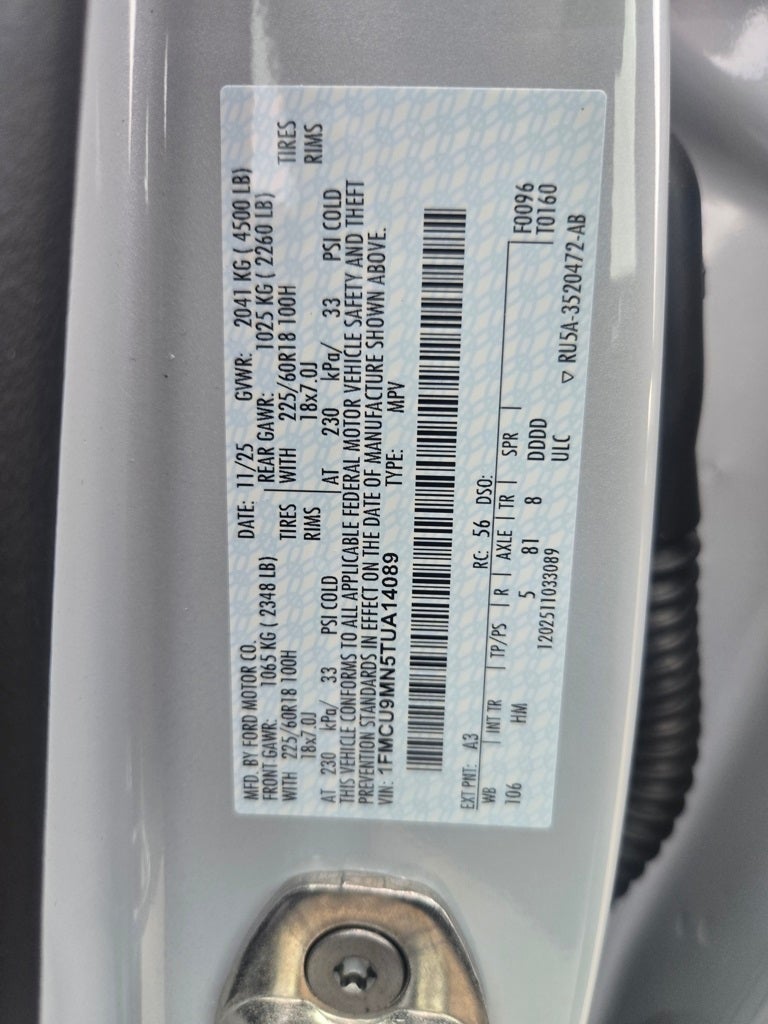 MFD. BY FORD MOTOR CO. DATE: 11/25 GVWR: 2041 KG ( 4500 LB)
FRONT GAWR: 1065 KG ( 2348 LB) REAR GAWR: 1025 KG ( 2260 LB)
WITH 225/60R18 100H TIRES WITH 225/60R18 100H TIRES
18x7.0J RIMS 18x7.0J RIMS
AT 230 kPa/ 33 PSI COLD AT 230 kPa/ 33 PSI COLD
THIS VEHICLE CONFORMS TO ALL APPLICABLE FEDERAL MOTOR VEHICLE SAFETY AND THEFT
PREVENTION STANDARDS IN EFFECT ON THE DATE OF MANUFACTURE SHOWN ABOVE.
VIN: 1FMCU9MN5TUA14089 TYPE: MPV
EXT PNT: A3 RC: 56 DSO:
WB INT TR TP/PS R AXLE TR SPR F0096
106 HM 5 81 8 DDDD T0160
ULC
1202511033089 ▽ RU5A-3520472-AB